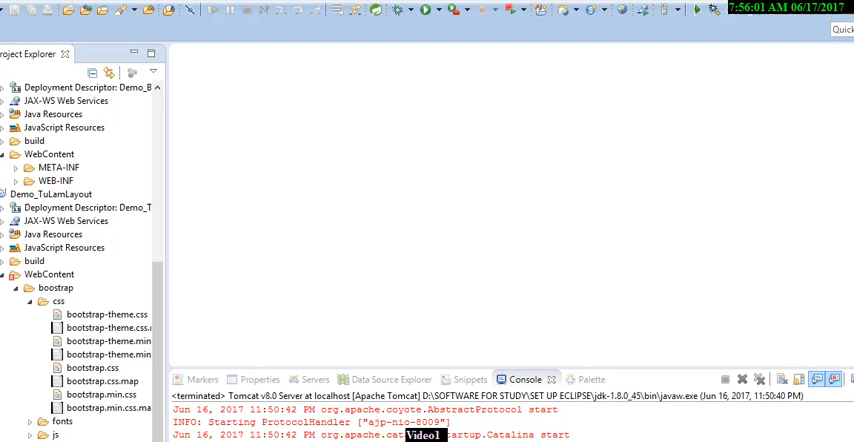 7:56:01 AM 06/17/2017
Quick
roject Explorer
Deployment Descriptor: Demo_B
JAX-WS Web Services
Java Resources
JavaScript Resources
build
WebContent
META-INF
WEB-INF
Demo_TuLamLayout
Deployment Descriptor: Demo_T
JAX-WS Web Services
Java Resources
JavaScript Resources
build
WebContent
boostrap
css
bootstrap-theme.css
bootstrap-theme.css.r
bootstrap-theme.min
bootstrap-theme.min
bootstrap.css
bootstrap.css.map
bootstrap.min.css
bootstrap.min.css.ma
fonts
js
Markers Properties Servers Data Source Explorer Snippets Console Palette
<terminated> Tomcat v8.0 Server at localhost [Apache Tomcat] D:\SOFTWARE FOR STUDY\SET UP ECLIPSE\jdk-1.8.0_45\bin\javaw.exe (Jun 16, 2017, 11:50:40 PM)
Jun 16, 2017 11:50:42 PM org.apache.coyote.AbstractProtocol start
INFO: Starting ProtocolHandler ["ajp-nio-8009"]
Jun 16, 2017 11:50:42 PM org.apache.cat Video1 tartup.Catalina start